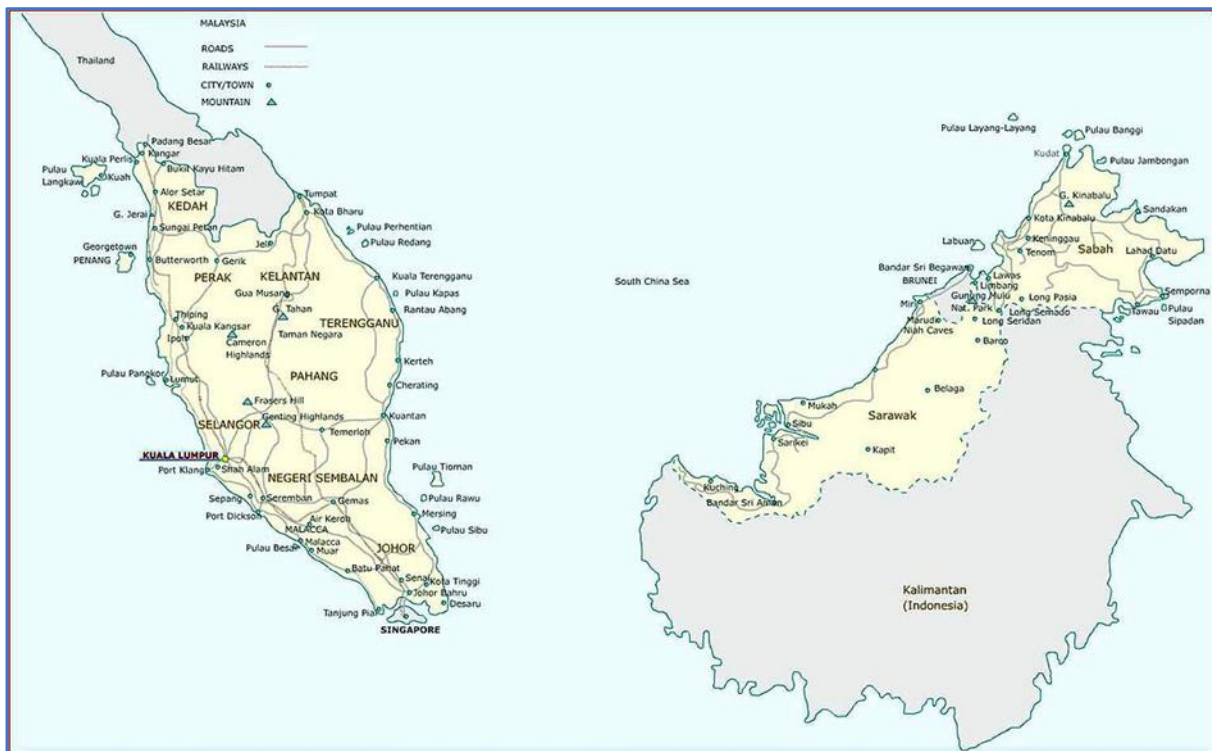 MALAYSIA
ROADS
RAILWAYS
CITY/TOWN
MOUNTAIN
Thailand
Padang Besar
Kangar
Kuala Perlis
Bukit Kayu Hitam
Pulau
Langkaw
Kuah
Alor Setar
KEDAH
G. Jerai
Sungai Petan
Georgetown
PENANG
Butterworth
Tumpat
Kota Bharu
Pulau Perhentian
Pulau Redang
Jeli
Gerik
PERAK
KELANTAN
Kuala Terengganu
Gua Musang
Pulau Kapas
G. Tahan
Rantau Abang
Taman Negara
TERENGGANU
Thiping
Kuala Kangsar
Ipoh
Cameron
Highlands
Kerteh
PAHANG
Pulau Pangkor
Lumut
Cherating
Frasers Hill
Genting Highlands
Kuantan
SELANGOR
Temerloh
Pekan
KUALA LUMPUR
Port Klang
Shah Alam
NEGERI SEMBALAN
Pulau Tioman
Sepang
Seremban
Gemas
Pulau Rawu
Port Dickson
Mersing
Air Keroh
MALACCA
Pulau Sibu
Malacca
Pulau Besar
Muar
JOHOR
Batu Pahat
Senai
Kota Tinggi
Johor Bahru
Desaru
Tanjung Piai
SINGAPORE
South China Sea
Pulau Layang-Layang
Pulau Banggi
Kudat
Pulau Jambongan
G. Kinabalu
Kota Kinabalu
Sandakan
Labuan
Keninggau
Tenom
Sabah
Lahad Datu
Bandar Sri Begawan
BRUNEI
Lawas
Limbang
Semporna
Gunung Mulu
Nat. Park
Long Pasia
Miri
Long Semado
Tawau
Pulau
Sipadan
Marudi
Niah Caves
Long Seridan
Bareo
Belaga
Mukah
Sarawak
Sibu
Sarikei
Kapit
Kuching
Bandar Sri Aman
Kalimantan
(Indonesia)